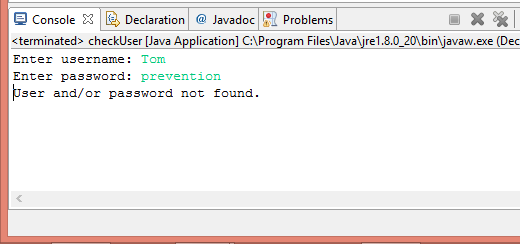 Console Declaration @ Javadoc Problems
<terminated> checkUser [Java Application] C:\Program Files\Java\jre1.8.0_20\bin\javaw.exe (Dec
Enter username: Tom
Enter password: prevention
User and/or password not found.